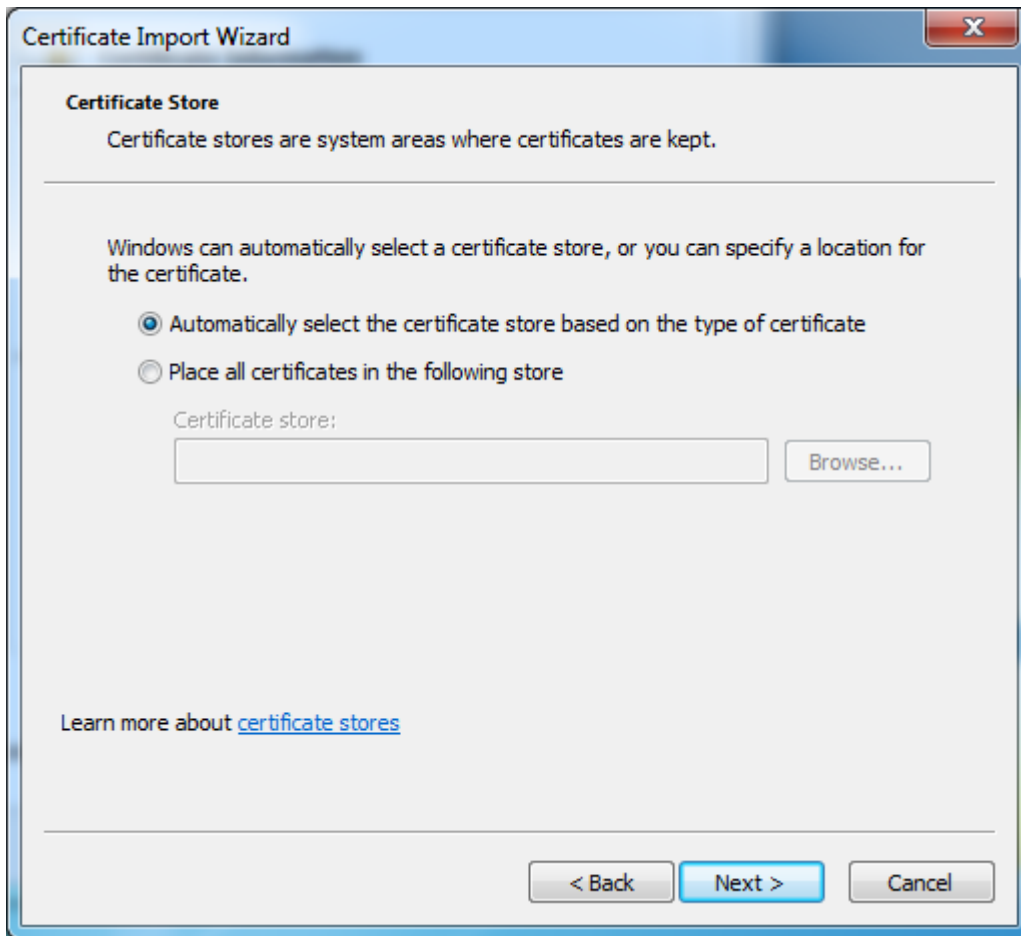 Certificate Import Wizard
Certificate Store
Certificate stores are system areas where certificates are kept.
Windows can automatically select a certificate store, or you can specify a location for
the certificate.
Automatically select the certificate store based on the type of certificate
Place all certificates in the following store
Certificate store:
Browse...
Learn more about certificate stores
< Back
Next >
Cancel